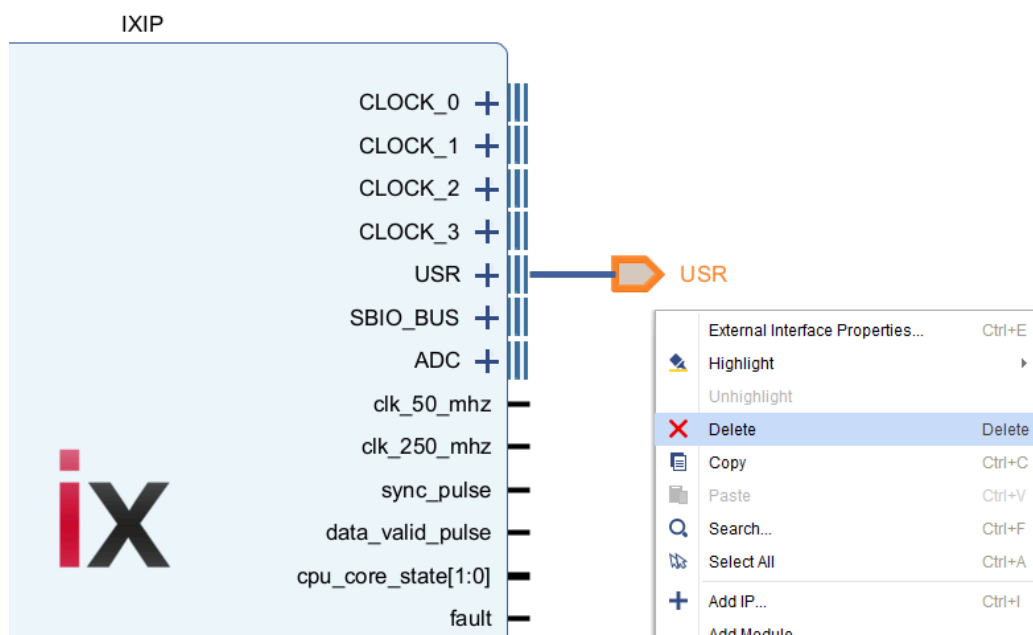 IXIP
CLOCK_0
CLOCK_1
CLOCK_2
CLOCK_3
USR
USR
SBIO_BUS
ADC
clk_50_mhz
clk_250_mhz
sync_pulse
data_valid_pulse
cpu_core_state[1:0]
fault
ix
External Interface Properties... Ctrl+E
Highlight
Unhighlight
Delete Delete
Copy Ctrl+C
Paste Ctrl+V
Search... Ctrl+F
Select All Ctrl+A
Add IP... Ctrl+I
Add Module